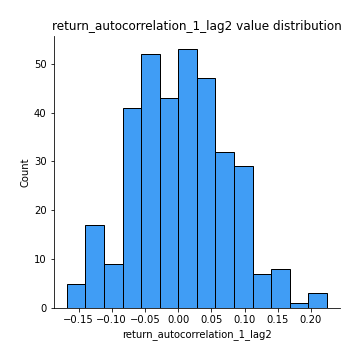 return_autocorrelation_1_lag2 value distribution
50
40
30
20
10
0
Count
−0.15 −0.10 −0.05 0.00 0.05 0.10 0.15 0.20
return_autocorrelation_1_lag2